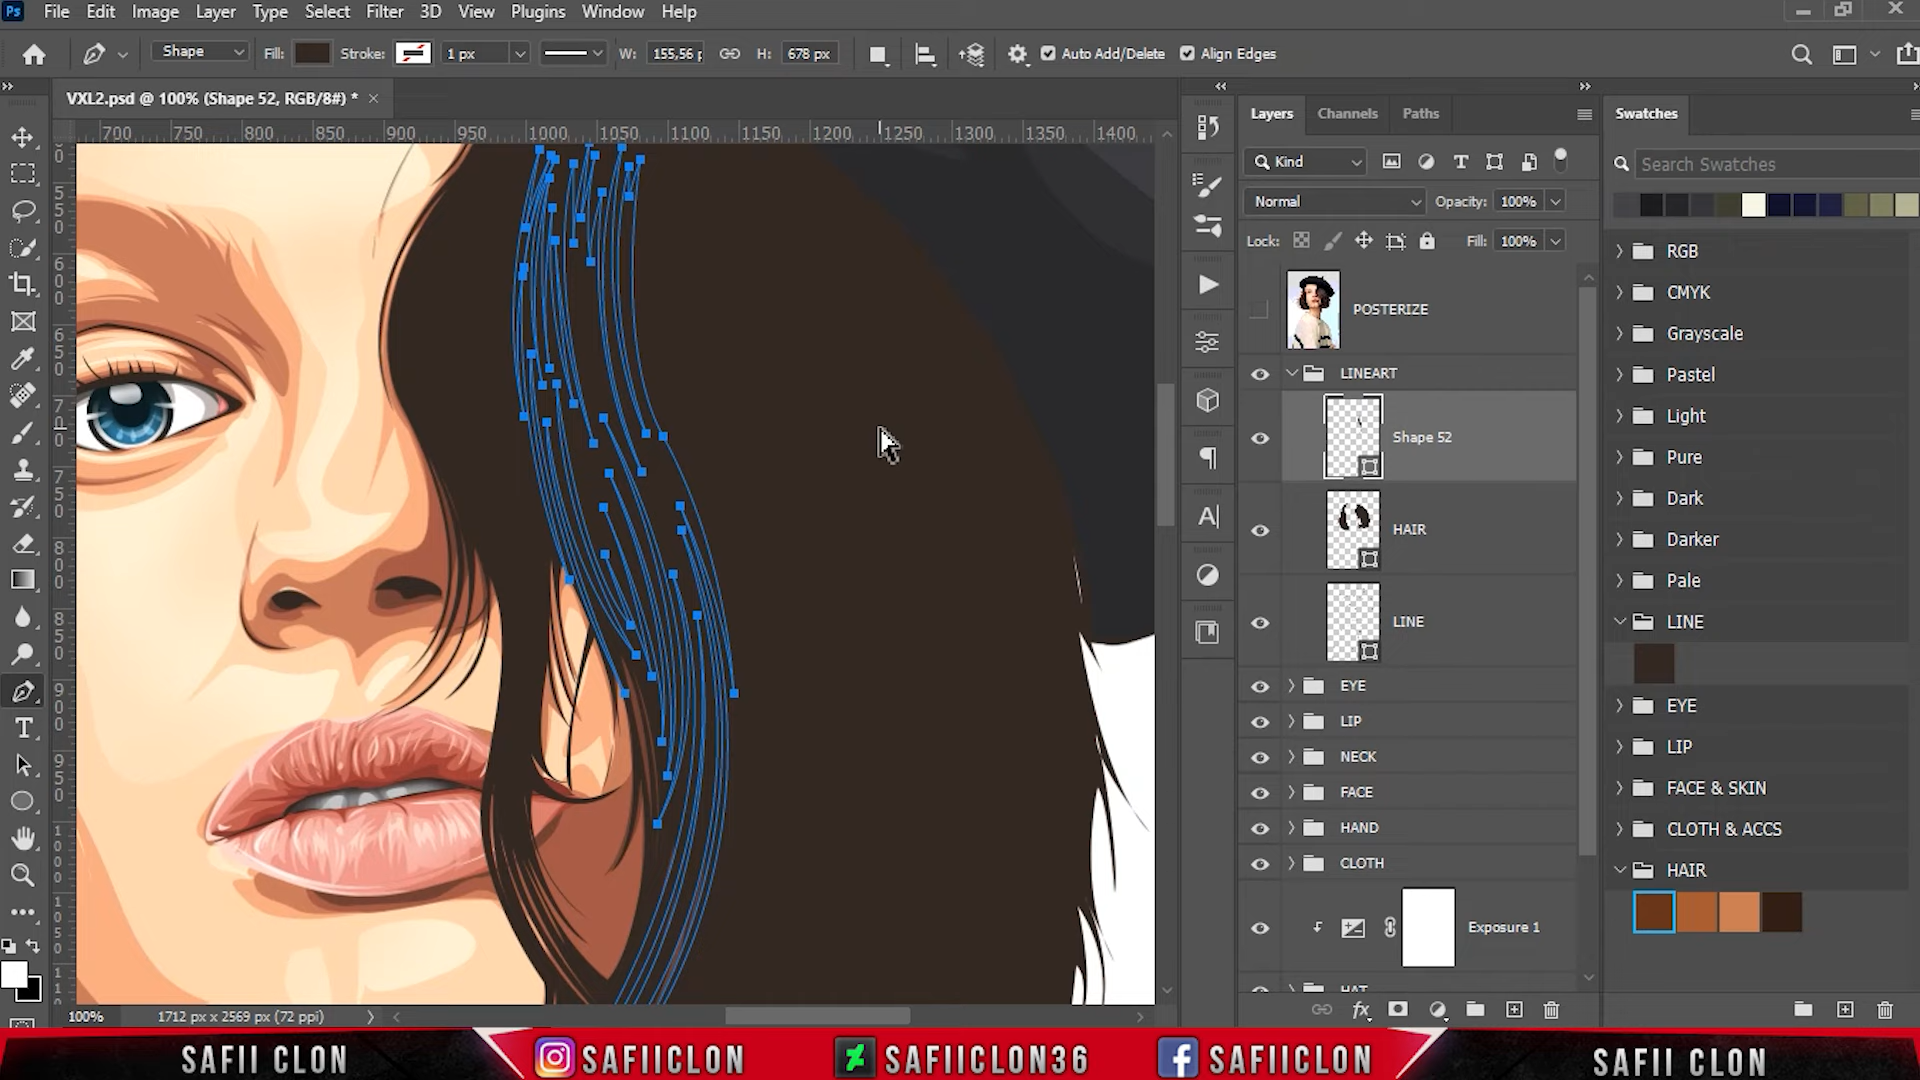 Ps File Edit Image Layer Type Select Filter 3D View Plugins Window Help
Shape Fill: Stroke: 1 px W: 155,56 p H: 678 px Auto Add/Delete Align Edges
VXL2.psd @ 100% (Shape 52, RGB/8#) * ×
700 750 800 850 900 950 1000 1050 1100 1150 1200 1250 1300 1350 1400
Layers Channels Paths
Kind
Normal Opacity: 100%
Lock: Fill: 100%
POSTERIZE
LINEART
Shape 52
HAIR
LINE
EYE
LIP
NECK
FACE
HAND
CLOTH
Exposure 1
HAT
Swatches
Search Swatches
RGB
CMYK
Grayscale
Pastel
Light
Pure
Dark
Darker
Pale
LINE
EYE
LIP
FACE & SKIN
CLOTH & ACCS
HAIR
100% 1712 px x 2569 px (72 ppi)
SAFII CLON SAFIICLON SAFIICLON36 SAFIICLON SAFII CLON